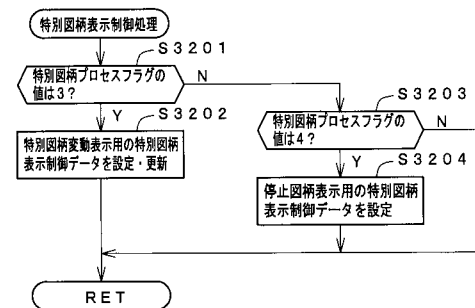 特別図柄表示制御処理
S3201
特別図柄プロセスフラグの
値は3?
N
Y
S3202
特別図柄変動表示用の特別図柄
表示制御データを設定・更新
S3203
特別図柄プロセスフラグの
値は4?
N
Y
S3204
停止図柄表示用の特別図柄
表示制御データを設定
RET